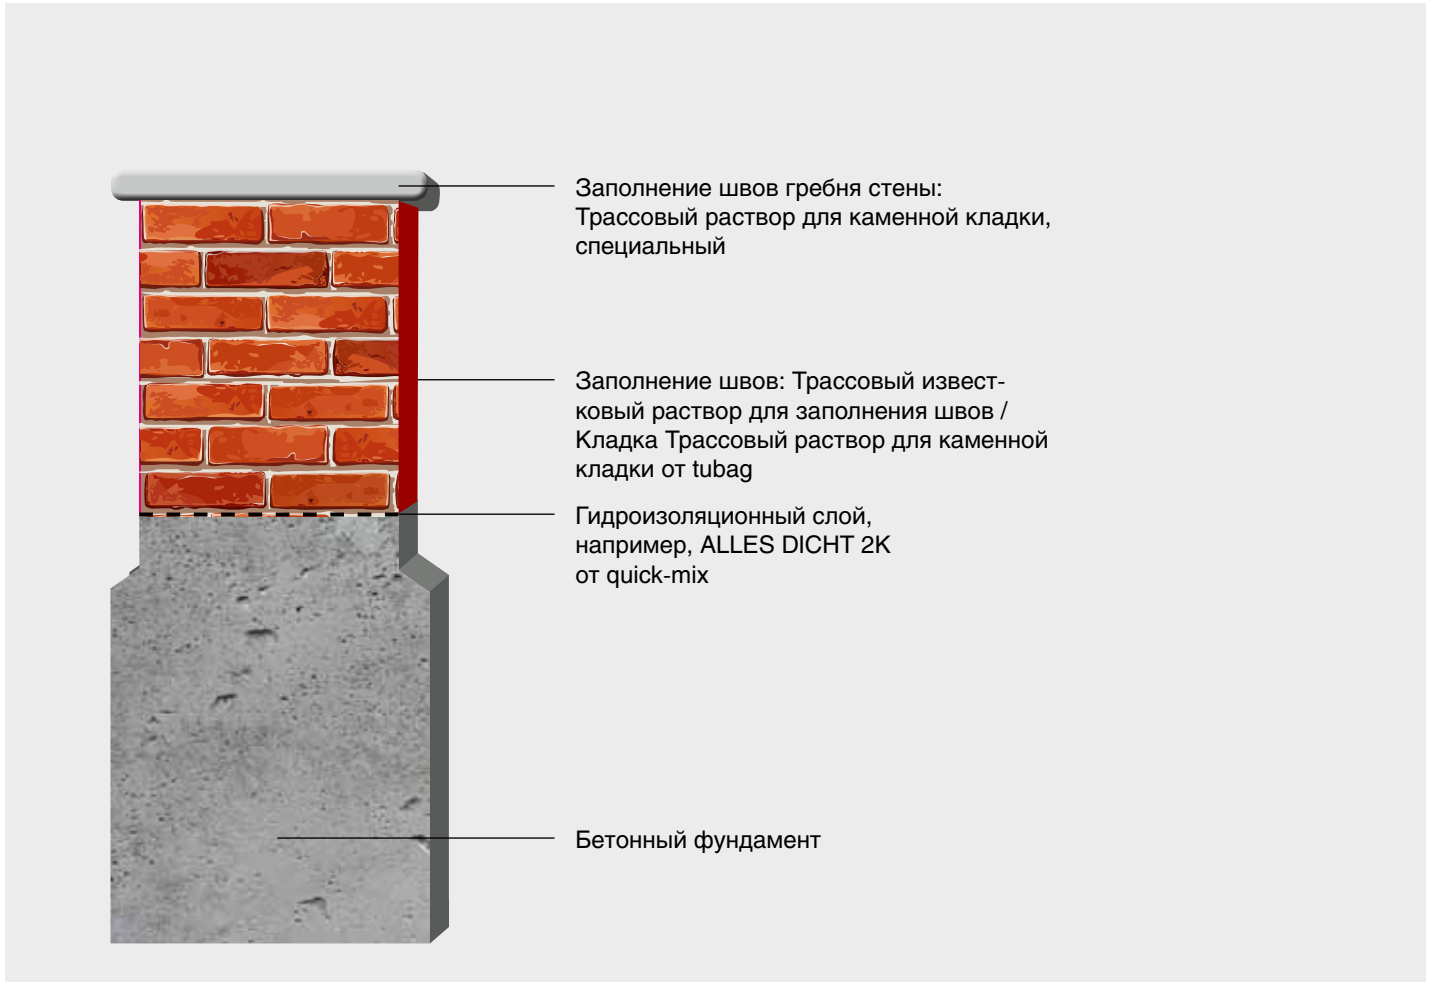 Заполнение швов гребня стены:
Трассовый раствор для каменной кладки,
специальный
Заполнение швов: Трассовый извест-
ковый раствор для заполнения швов /
Кладка Трассовый раствор для каменной
кладки от tubag
Гидроизоляционный слой,
например, ALLES DICHT 2K
от quick-mix
Бетонный фундамент